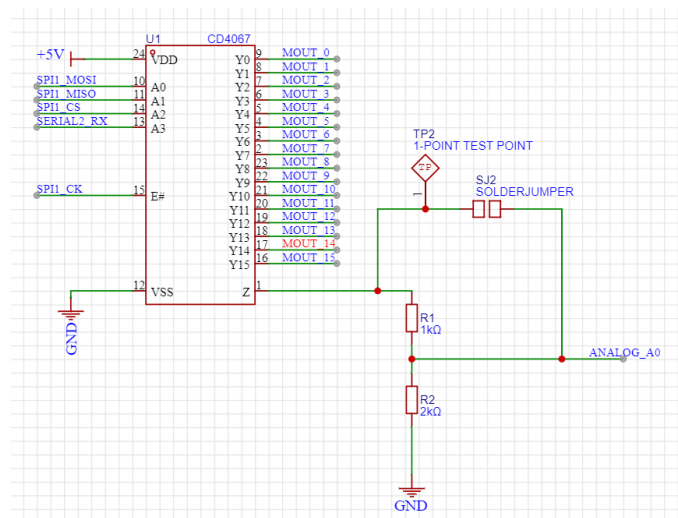 U1
CD4067
+5V
24
VDD
SPI1_MOSI
10
A0
SPI1_MISO
11
A1
SPI1_CS
14
A2
SERIAL2_RX
13
A3
SPI1_CK
15
E#
12
VSS
GND
Y0
9
MOUT_0
Y1
8
MOUT_1
Y2
7
MOUT_2
Y3
6
MOUT_3
Y4
5
MOUT_4
Y5
4
MOUT_5
Y6
3
MOUT_6
Y7
2
MOUT_7
Y8
23
MOUT_8
Y9
22
MOUT_9
Y10
21
MOUT_10
Y11
20
MOUT_11
Y12
19
MOUT_12
Y13
18
MOUT_13
Y14
17
MOUT_14
Y15
16
MOUT_15
Z
1
TP2
1-POINT TEST POINT
TP
1
SJ2
SOLDERJUMPER
R1
1kΩ
ANALOG_A0
R2
2kΩ
GND